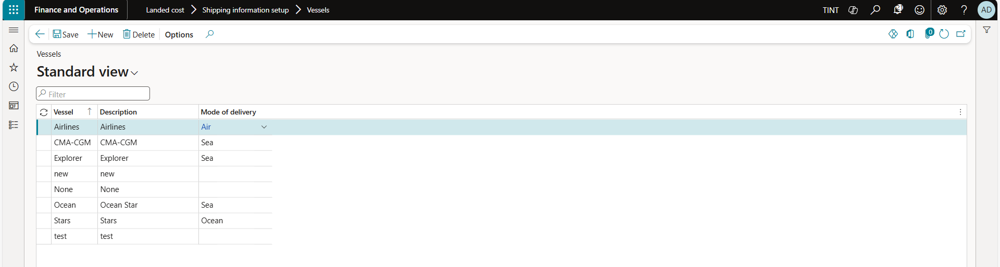 Finance and Operations Landed cost Shipping information setup Vessels TINT 21 ? AD
Save New Delete Options 0
Vessels
Standard view
Filter
Vessel Description Mode of delivery
Airlines Airlines Air
CMA-CGM CMA-CGM Sea
Explorer Explorer Sea
new new
None None
Ocean Ocean Star Sea
Stars Stars Ocean
test test